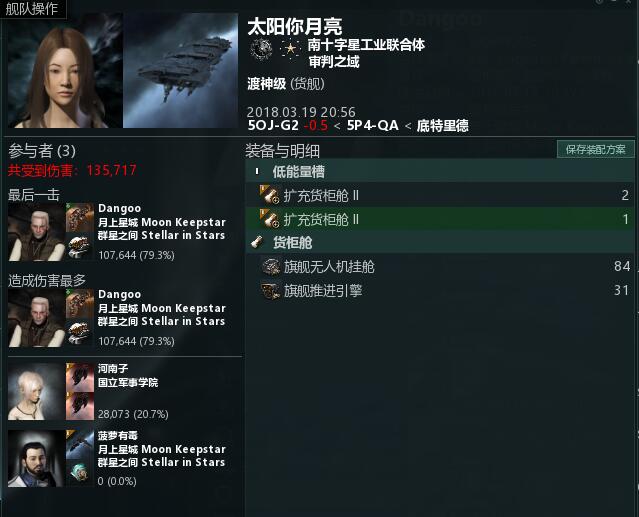 舰队操作
太阳你月亮
南十字星工业联合体
审判之域
渡神级 (货舰)
2018.03.19 20:56
5OJ-G2 -0.5 < 5P4-QA < 底特里德
参与者 (3)
共受到伤害: 135,717
最后一击
Dangoo
月上星城 Moon Keepstar
群星之间 Stellar in Stars
107,644 (79.3%)
造成伤害最多
Dangoo
月上星城 Moon Keepstar
群星之间 Stellar in Stars
107,644 (79.3%)
河南子
国立军事学院
28,073 (20.7%)
菠萝有毒
月上星城 Moon Keepstar
群星之间 Stellar in Stars
0 (0.0%)
装备与明细
保存装配方案
低能量槽
扩充货柜舱 II 2
扩充货柜舱 II 1
货柜舱
旗舰无人机挂舱 84
旗舰推进引擎 31